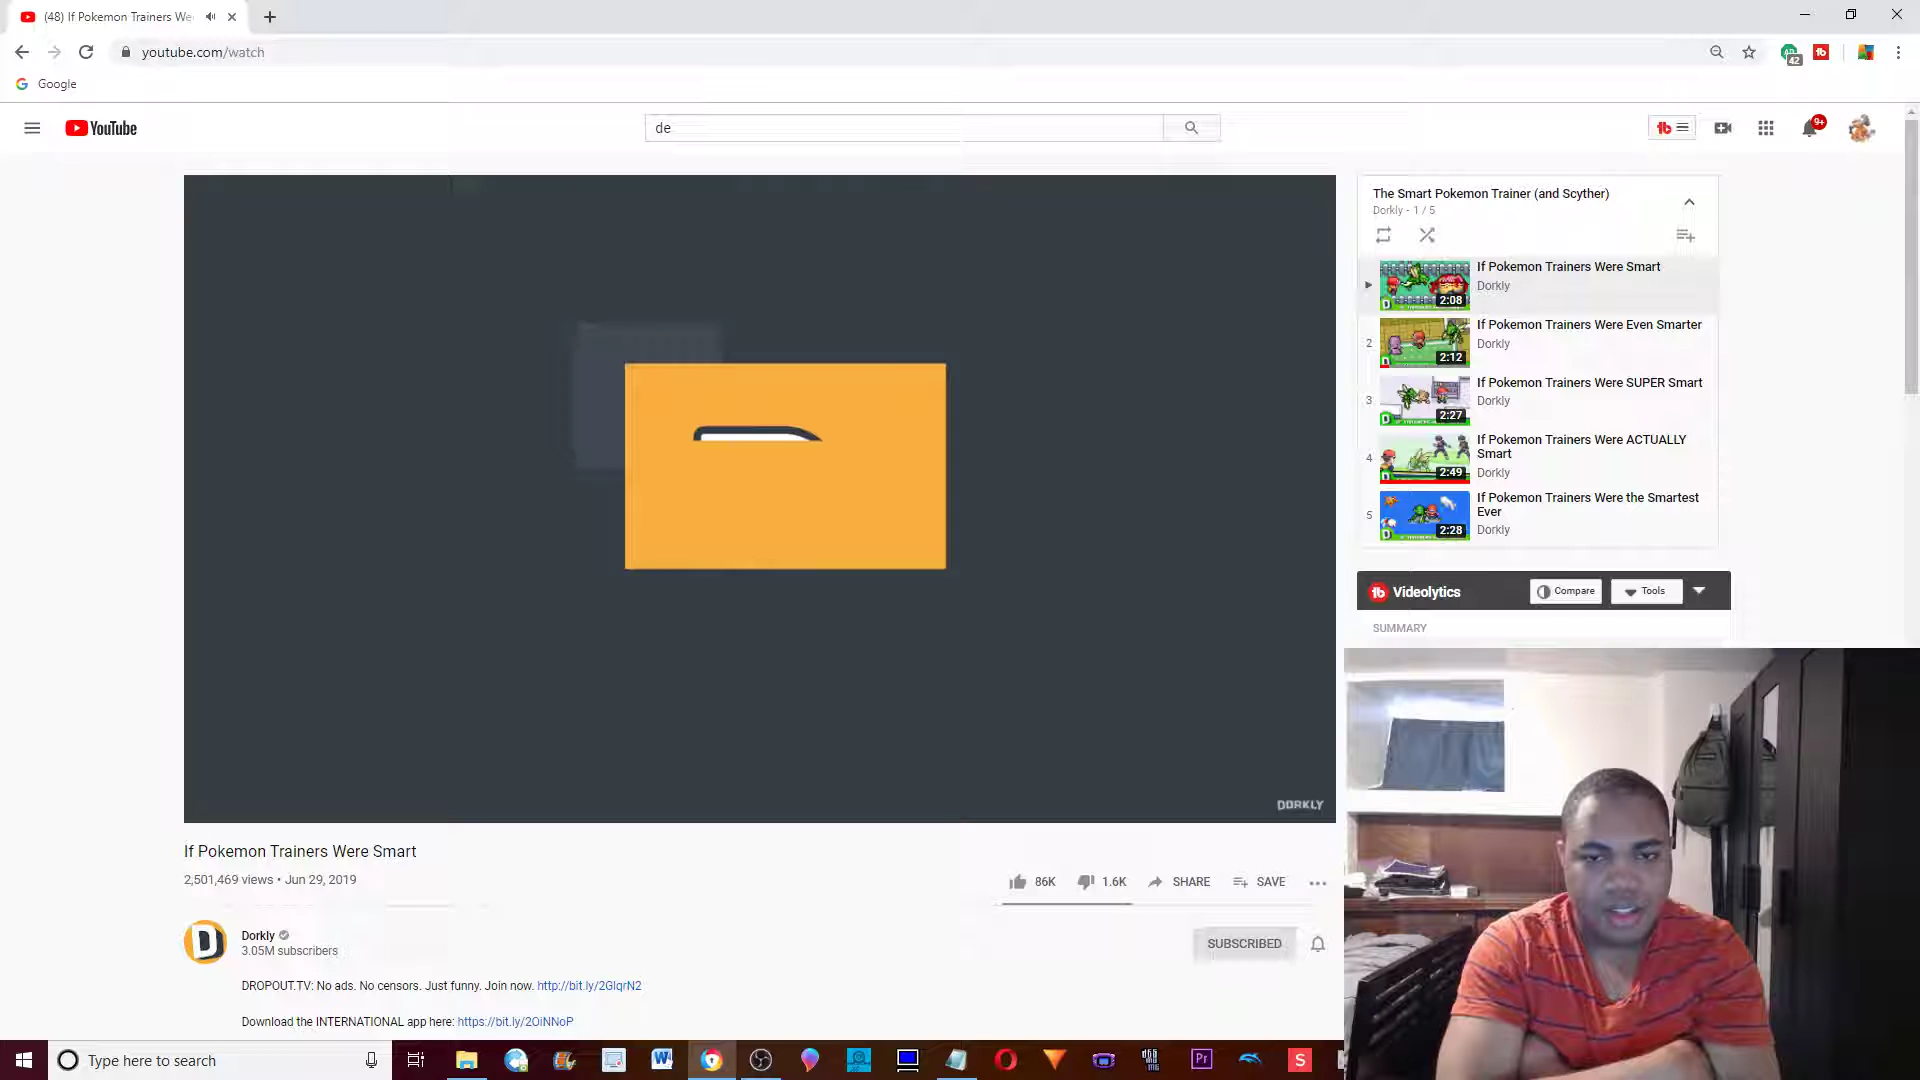 (48) If Pokemon Trainers We
youtube.com/watch
42
Google
YouTube
de
9+
The Smart Pokemon Trainer (and Scyther)
Dorkly - 1 / 5
If Pokemon Trainers Were Smart
Dorkly
2:08
2
If Pokemon Trainers Were Even Smarter
Dorkly
2:12
3
If Pokemon Trainers Were SUPER Smart
Dorkly
2:27
4
If Pokemon Trainers Were ACTUALLY
Smart
Dorkly
2:49
5
If Pokemon Trainers Were the Smartest
Ever
Dorkly
2:28
Videolytics
Compare
Tools
SUMMARY
DORKLY
If Pokemon Trainers Were Smart
2,501,469 views • Jun 29, 2019
86K
1.6K
SHARE
SAVE
D
Dorkly
3.05M subscribers
SUBSCRIBED
DROPOUT.TV: No ads. No censors. Just funny. Join now. http://bit.ly/2GlqrN2
Download the INTERNATIONAL app here: https://bit.ly/2OiNNoP
Type here to search
Pr
S